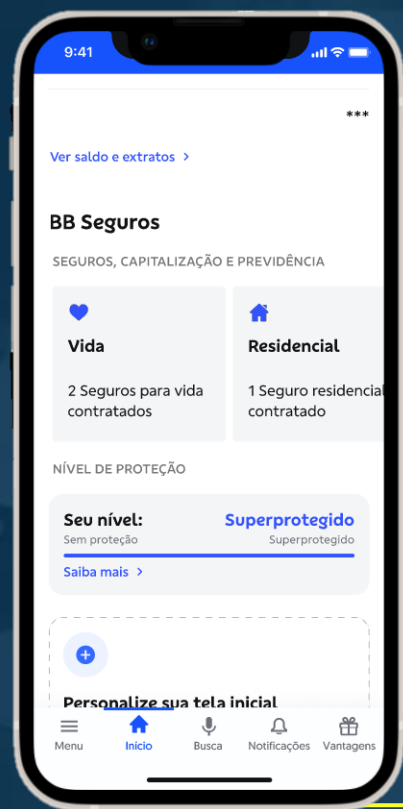 9:41
***
Ver saldo e extratos >
BB Seguros
SEGUROS, CAPITALIZAÇÃO E PREVIDÊNCIA
Vida
2 Seguros para vida
contratados
Residencial
1 Seguro residencial
contratado
NÍVEL DE PROTEÇÃO
Seu nível: Superprotegido
Sem proteção Superprotegido
Saiba mais >
Personalize sua tela inicial
Menu Início Busca Notificações Vantagens